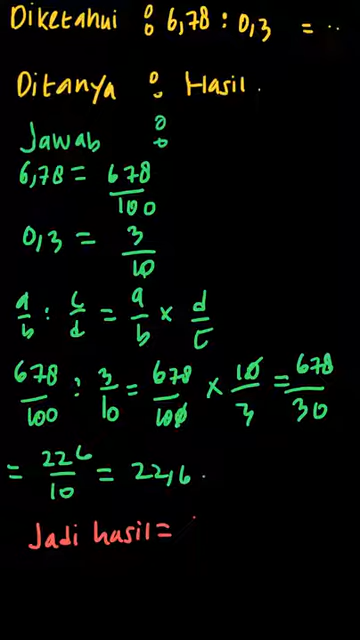 Diketahui : 6,78 : 0,3 = ...
Ditanya : Hasil.
Jawab :
6,78 = 678/100
0,3 = 3/10
a/b : c/d = a/b × d/c
678/100 : 3/10 = 678/100 × 10/3 = 678/30
= 226/10 = 22,6.
Jadi hasil =